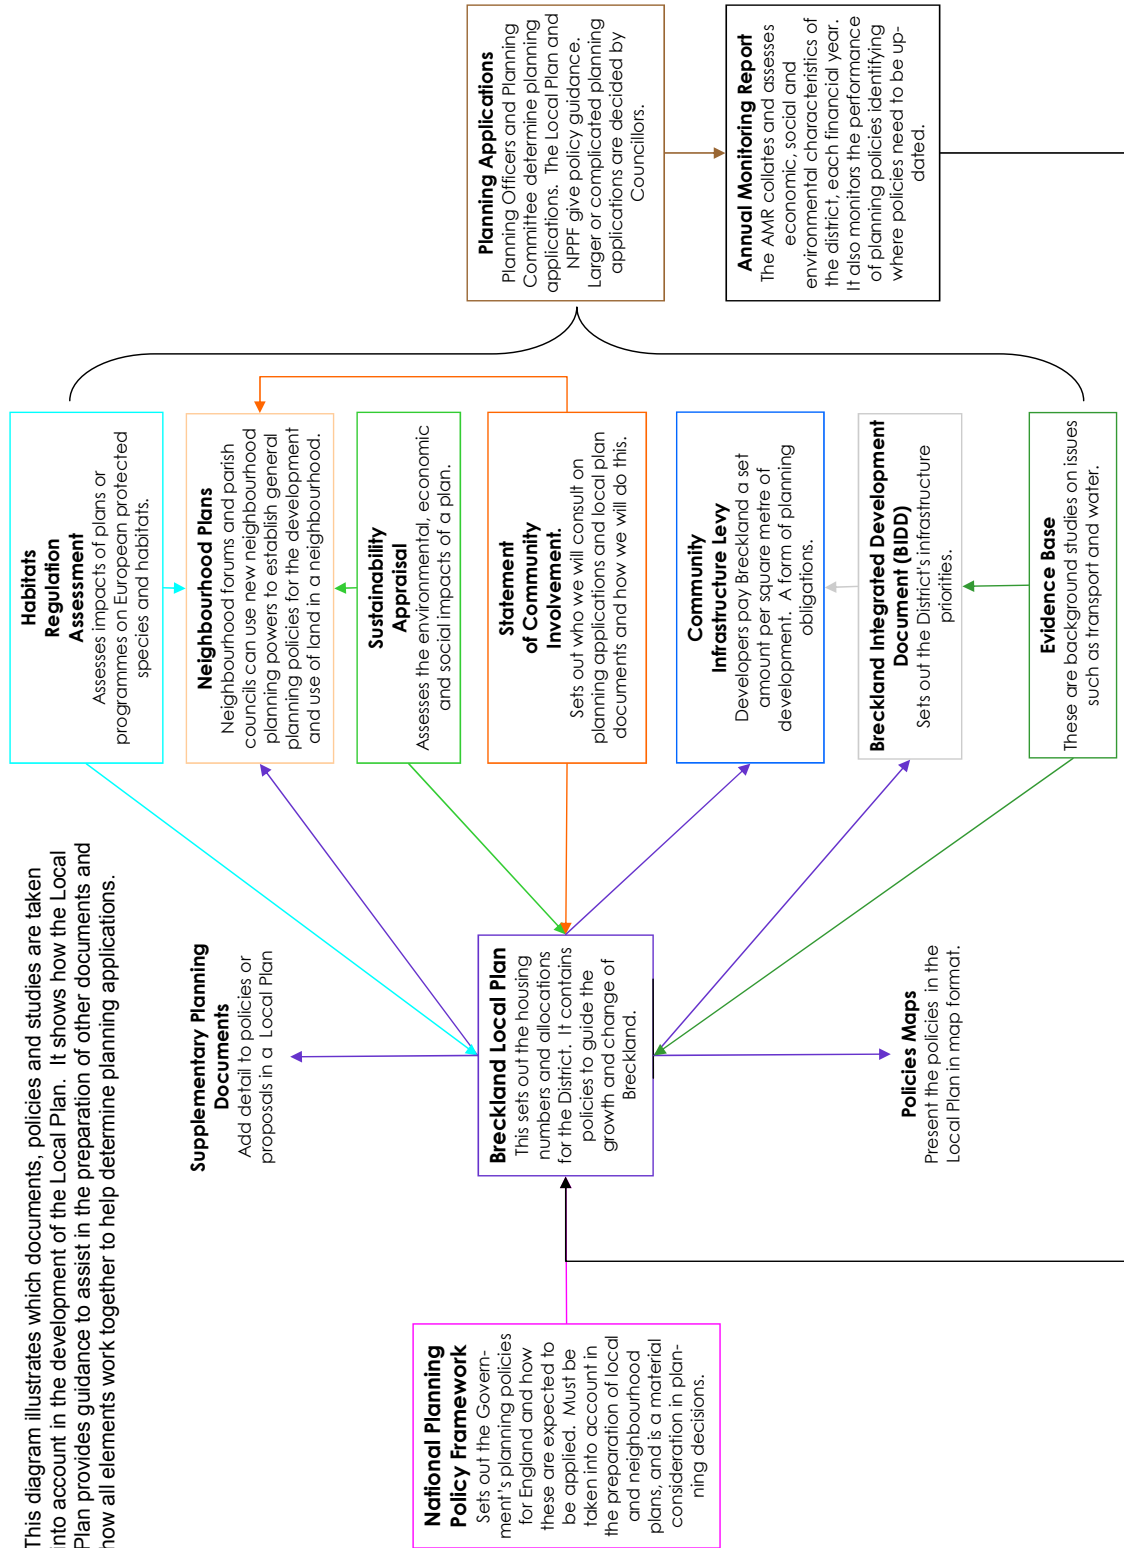 This diagram illustrates which documents, policies and studies are taken
into account in the development of the Local Plan.  It shows how the Local
Plan provides guidance to assist in the preparation of other documents and
how all elements work together to help determine planning applications.
National Planning
Policy Framework
Sets out the Govern-
ment's planning policies
for England and how
these are expected to
be applied.  Must be
taken into account in
the preparation of local
and neighbourhood
plans, and is a material
consideration in plan-
ning decisions.
Supplementary Planning
Documents
Add detail to policies or
proposals in a  Local Plan
Breckland Local Plan
This sets out the housing
numbers and allocations
for the District.  It contains
policies to guide the
growth and change of
Breckland.
Policies Maps
Present the policies  in the
Local Plan in map format.
Habitats
Regulation
Assessment
Assesses impacts of plans or
programmes on European protected
species and habitats.
Neighbourhood Plans
Neighbourhood forums and parish
councils can use new neighbourhood
planning powers to establish general
planning policies for the development
and use of land in a neighbourhood.
Sustainability
Appraisal
Assesses the environmental, economic
and social impacts of a plan.
Statement
of Community
Involvement.
Sets out who we will consult on
planning applications and local plan
documents and how we will do this.
Community
Infrastructure Levy
Developers pay Breckland a set
amount per square metre of
development.  A form of planning
obligations.
Breckland Integrated Development
Document (BIDD)
Sets out the District's infrastructure
priorities.
Evidence Base
These are background studies on issues
such as transport and water.
Planning Applications
Planning Officers and Planning
Committee determine planning
applications.  The Local Plan and
NPPF give policy guidance.
Larger or complicated planning
applications are decided by
Councillors.
Annual Monitoring Report
The AMR collates and assesses
economic, social and
environmental characteristics of
the district, each financial year.
It also monitors the performance
of planning policies identifying
where policies need to be up-
dated.